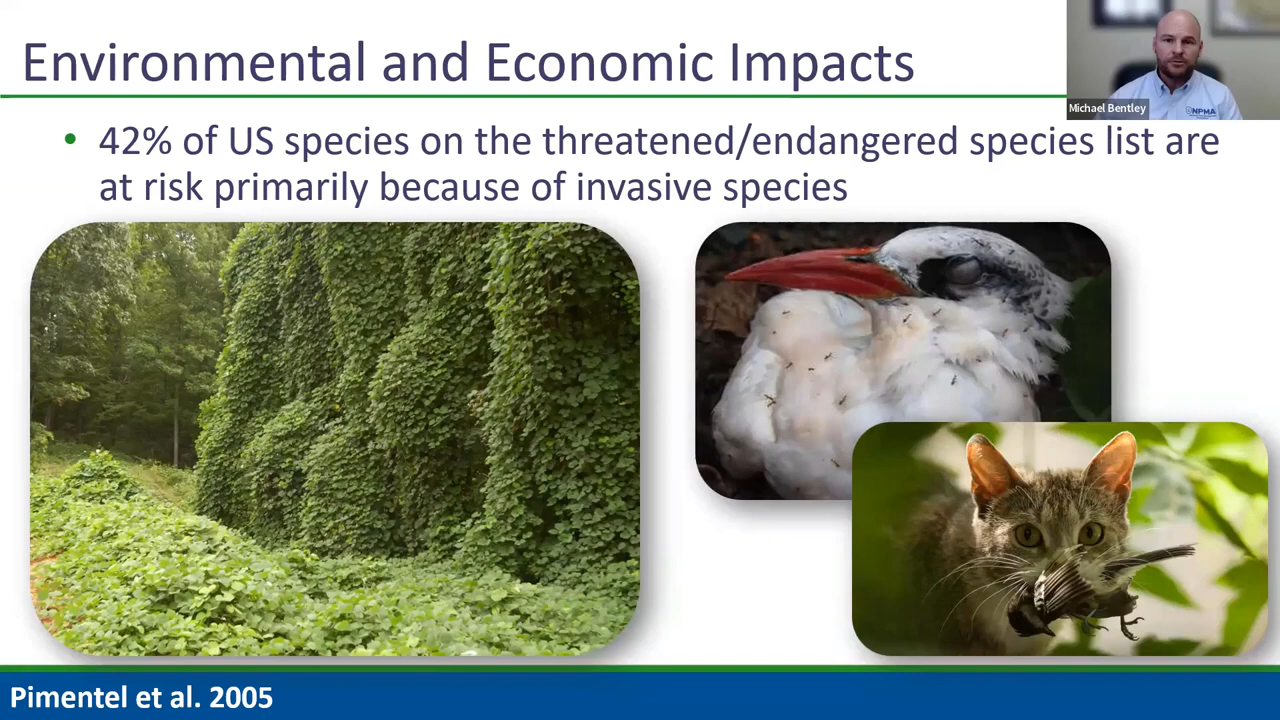 Environmental and Economic Impacts
Michael Bentley
NPMA
• 42% of US species on the threatened/endangered species list are
at risk primarily because of invasive species
Pimentel et al. 2005